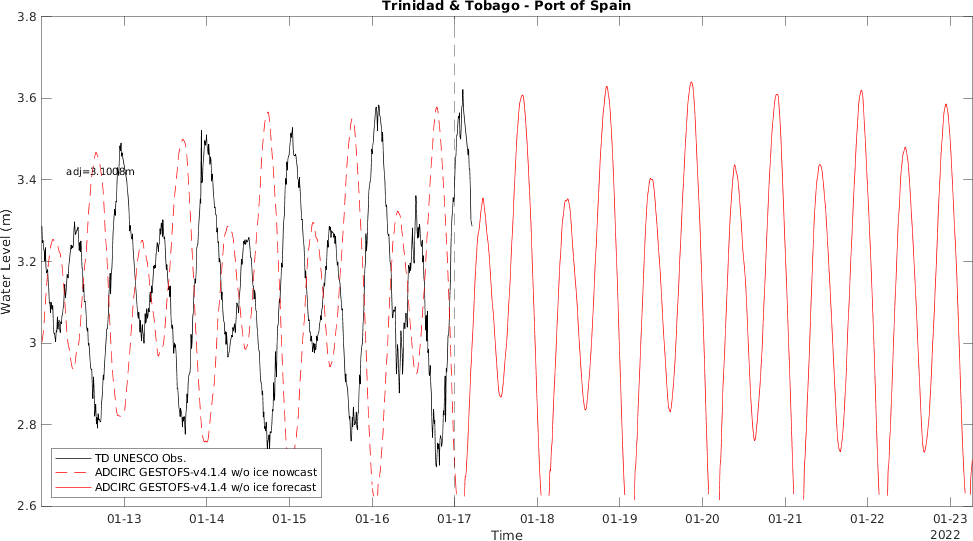 Trinidad & Tobago - Port of Spain
3.8
3.6
3.4
3.2
3
2.8
2.6
Water Level (m)
adj=3.1008m
TD UNESCO Obs.
ADCIRC GESTOFS-v4.1.4 w/o ice nowcast
ADCIRC GESTOFS-v4.1.4 w/o ice forecast
01-13 01-14 01-15 01-16 01-17 01-18 01-19 01-20 01-21 01-22 01-23
Time 2022